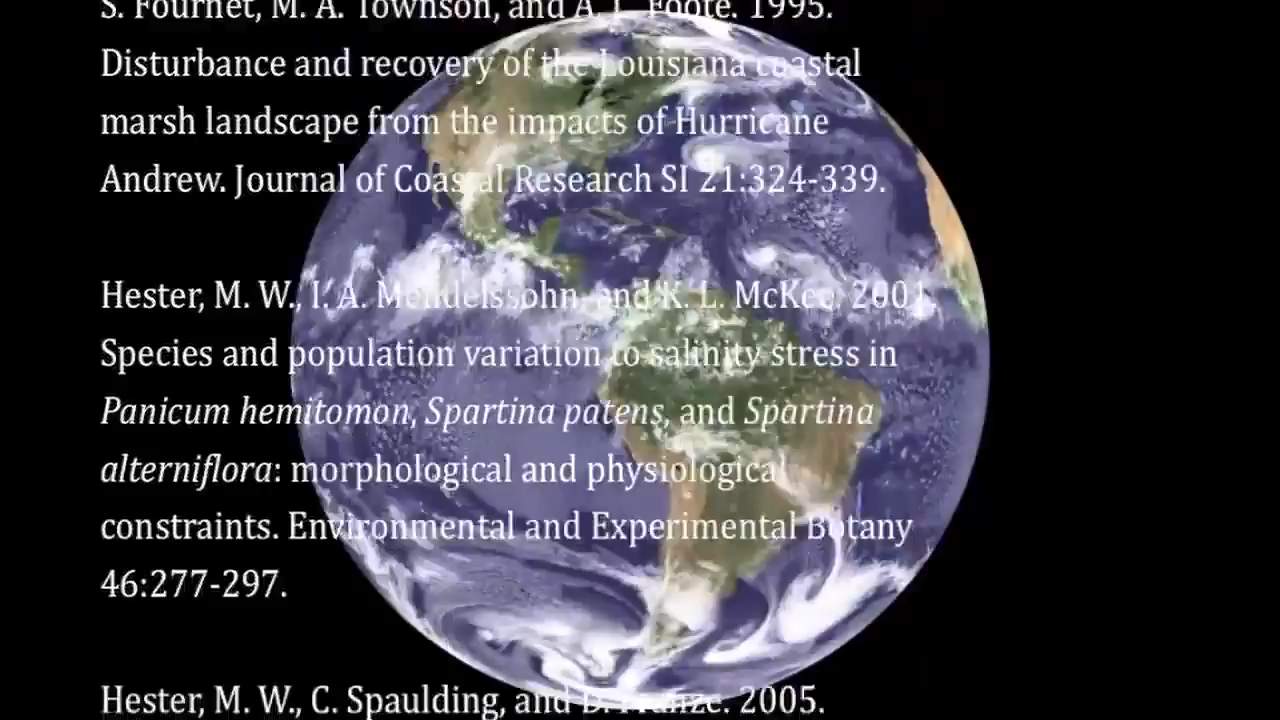 S. Fournet, M. A. Townson, and A. L. Foote. 1995.
Disturbance and recovery of the Louisiana coastal
marsh landscape from the impacts of Hurricane
Andrew. Journal of Coastal Research SI 21:324-339.
Hester, M. W., I. A. Mendelssohn, and K. L. McKee. 2001.
Species and population variation to salinity stress in
Panicum hemitomon, Spartina patens, and Spartina
alterniflora: morphological and physiological
constraints. Environmental and Experimental Botany
46:277-297.
Hester, M. W., C. Spaulding, and 2005.